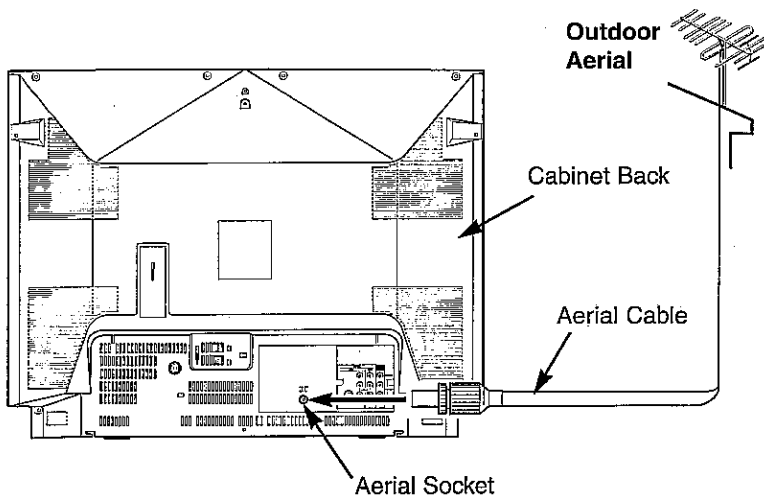 Outdoor
Aerial
Cabinet Back
Aerial Cable
Aerial Socket